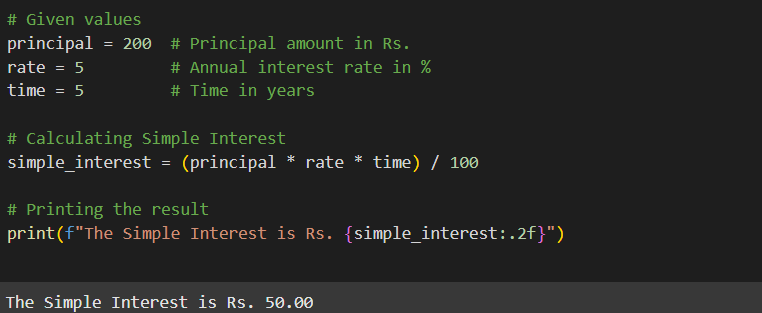 # Given values
principal = 200  # Principal amount in Rs.
rate = 5         # Annual interest rate in %
time = 5         # Time in years
# Calculating Simple Interest
simple_interest = (principal * rate * time) / 100
# Printing the result
print(f"The Simple Interest is Rs. {simple_interest:.2f}")
The Simple Interest is Rs. 50.00